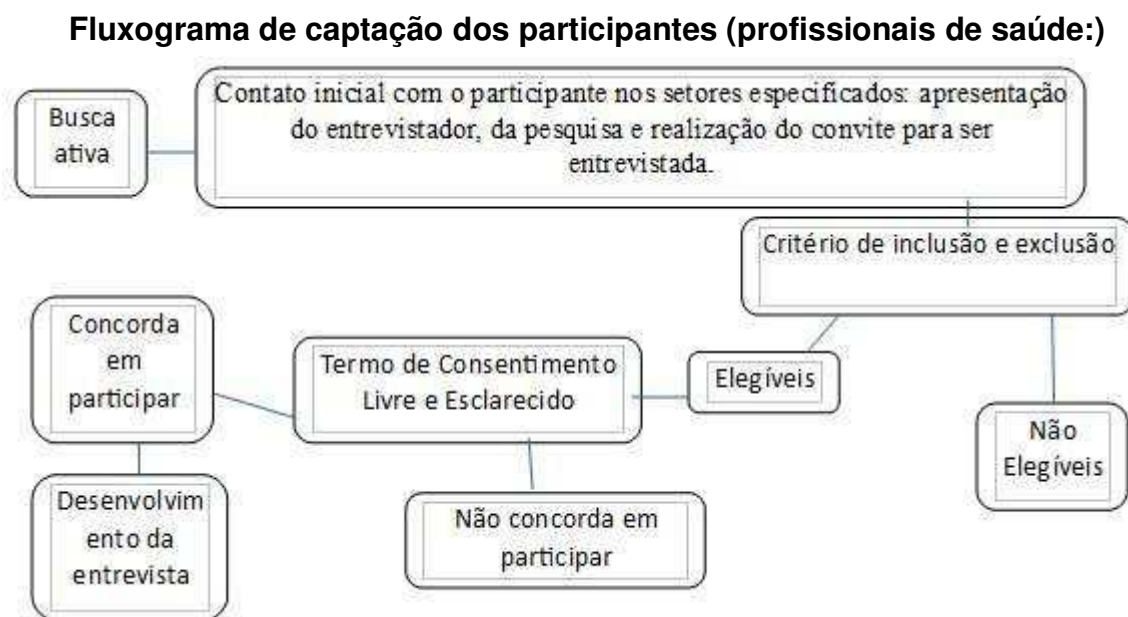 Fluxograma de captação dos participantes (profissionais de saúde:)
Busca
ativa
Contato inicial com o participante nos setores especificados: apresentação
do entrevistador, da pesquisa e realização do convite para ser
entrevistada.
Critério de inclusão e exclusão
Elegíveis
Não
Elegíveis
Termo de Consentimento
Livre e Esclarecido
Concorda
em
participar
Não concorda em
participar
Desenvolvim
ento da
entrevista